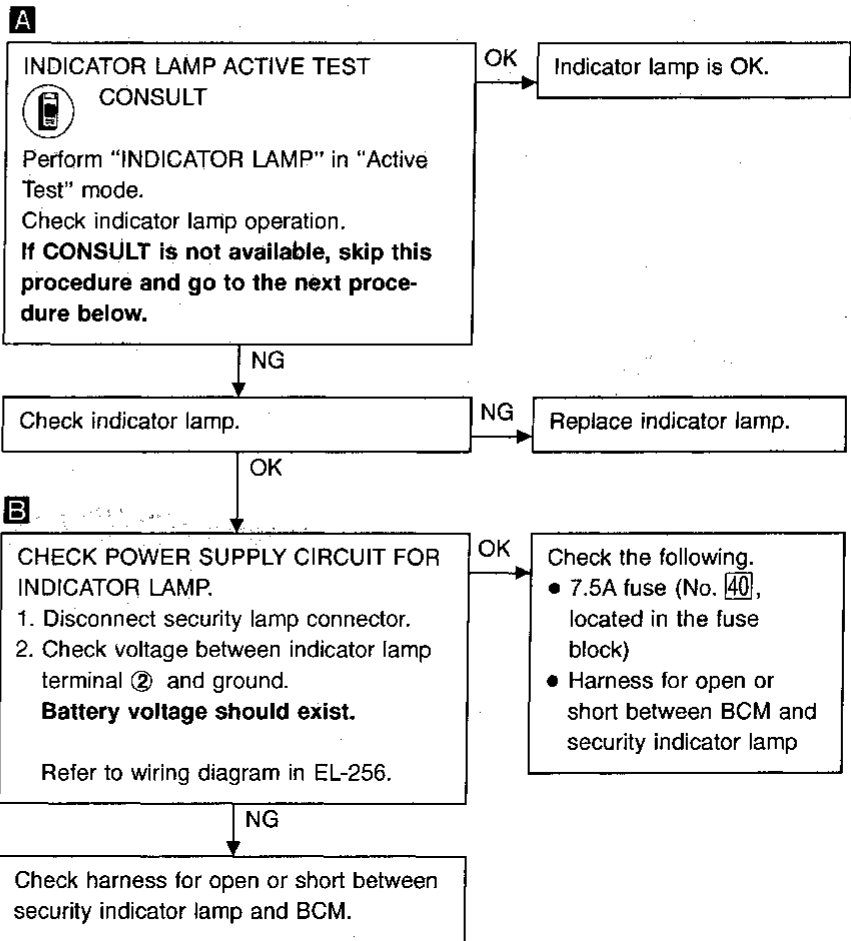 A
INDICATOR LAMP ACTIVE TEST
CONSULT
Perform “INDICATOR LAMP” in “Active
Test” mode.
Check indicator lamp operation.
If CONSULT is not available, skip this
procedure and go to the next proce-
dure below.
OK
Indicator lamp is OK.
NG
Check indicator lamp.
NG
Replace indicator lamp.
OK
B
CHECK POWER SUPPLY CIRCUIT FOR
INDICATOR LAMP.
1. Disconnect security lamp connector.
2. Check voltage between indicator lamp
terminal ② and ground.
Battery voltage should exist.
Refer to wiring diagram in EL-256.
OK
Check the following.
● 7.5A fuse (No. 40,
located in the fuse
block)
● Harness for open or
short between BCM and
security indicator lamp
NG
Check harness for open or short between
security indicator lamp and BCM.